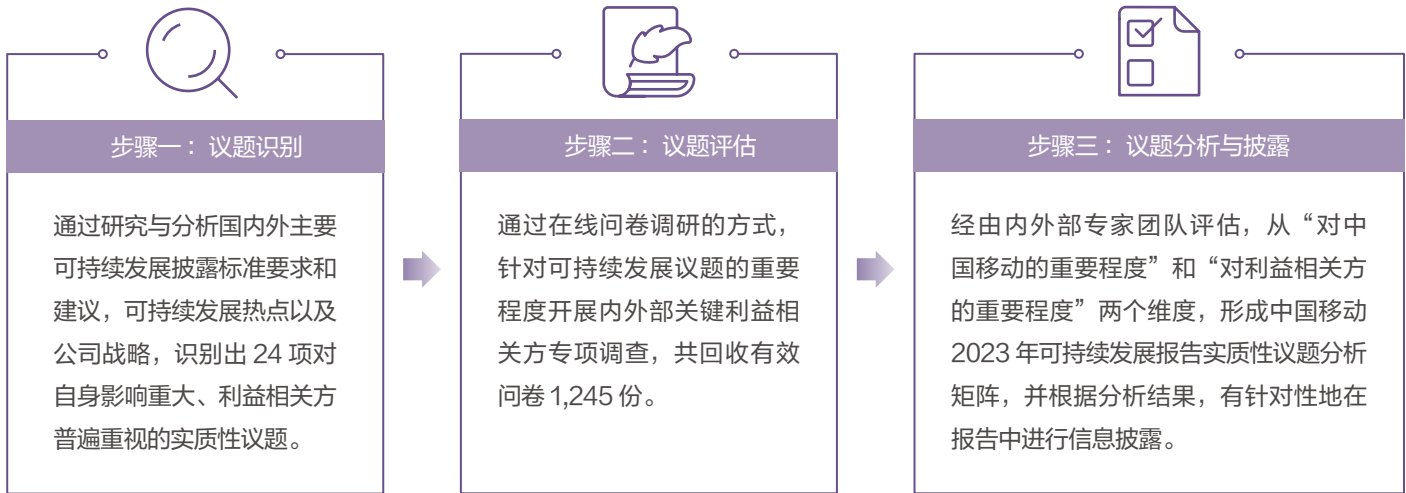 步骤一：议题识别
通过研究与分析国内外主要
可持续发展披露标准要求和
建议，可持续发展热点以及
公司战略，识别出 24 项对
自身影响重大、利益相关方
普遍重视的实质性议题。
步骤二：议题评估
通过在线问卷调研的方式，
针对可持续发展议题的重要
程度开展内外部关键利益相
关方专项调查，共回收有效
问卷 1,245 份。
步骤三：议题分析与披露
经由内外部专家团队评估，从“对中
国移动的重要程度”和“对利益相关方
的重要程度”两个维度，形成中国移动
2023 年可持续发展报告实质性议题分析
矩阵，并根据分析结果，有针对性地在
报告中进行信息披露。